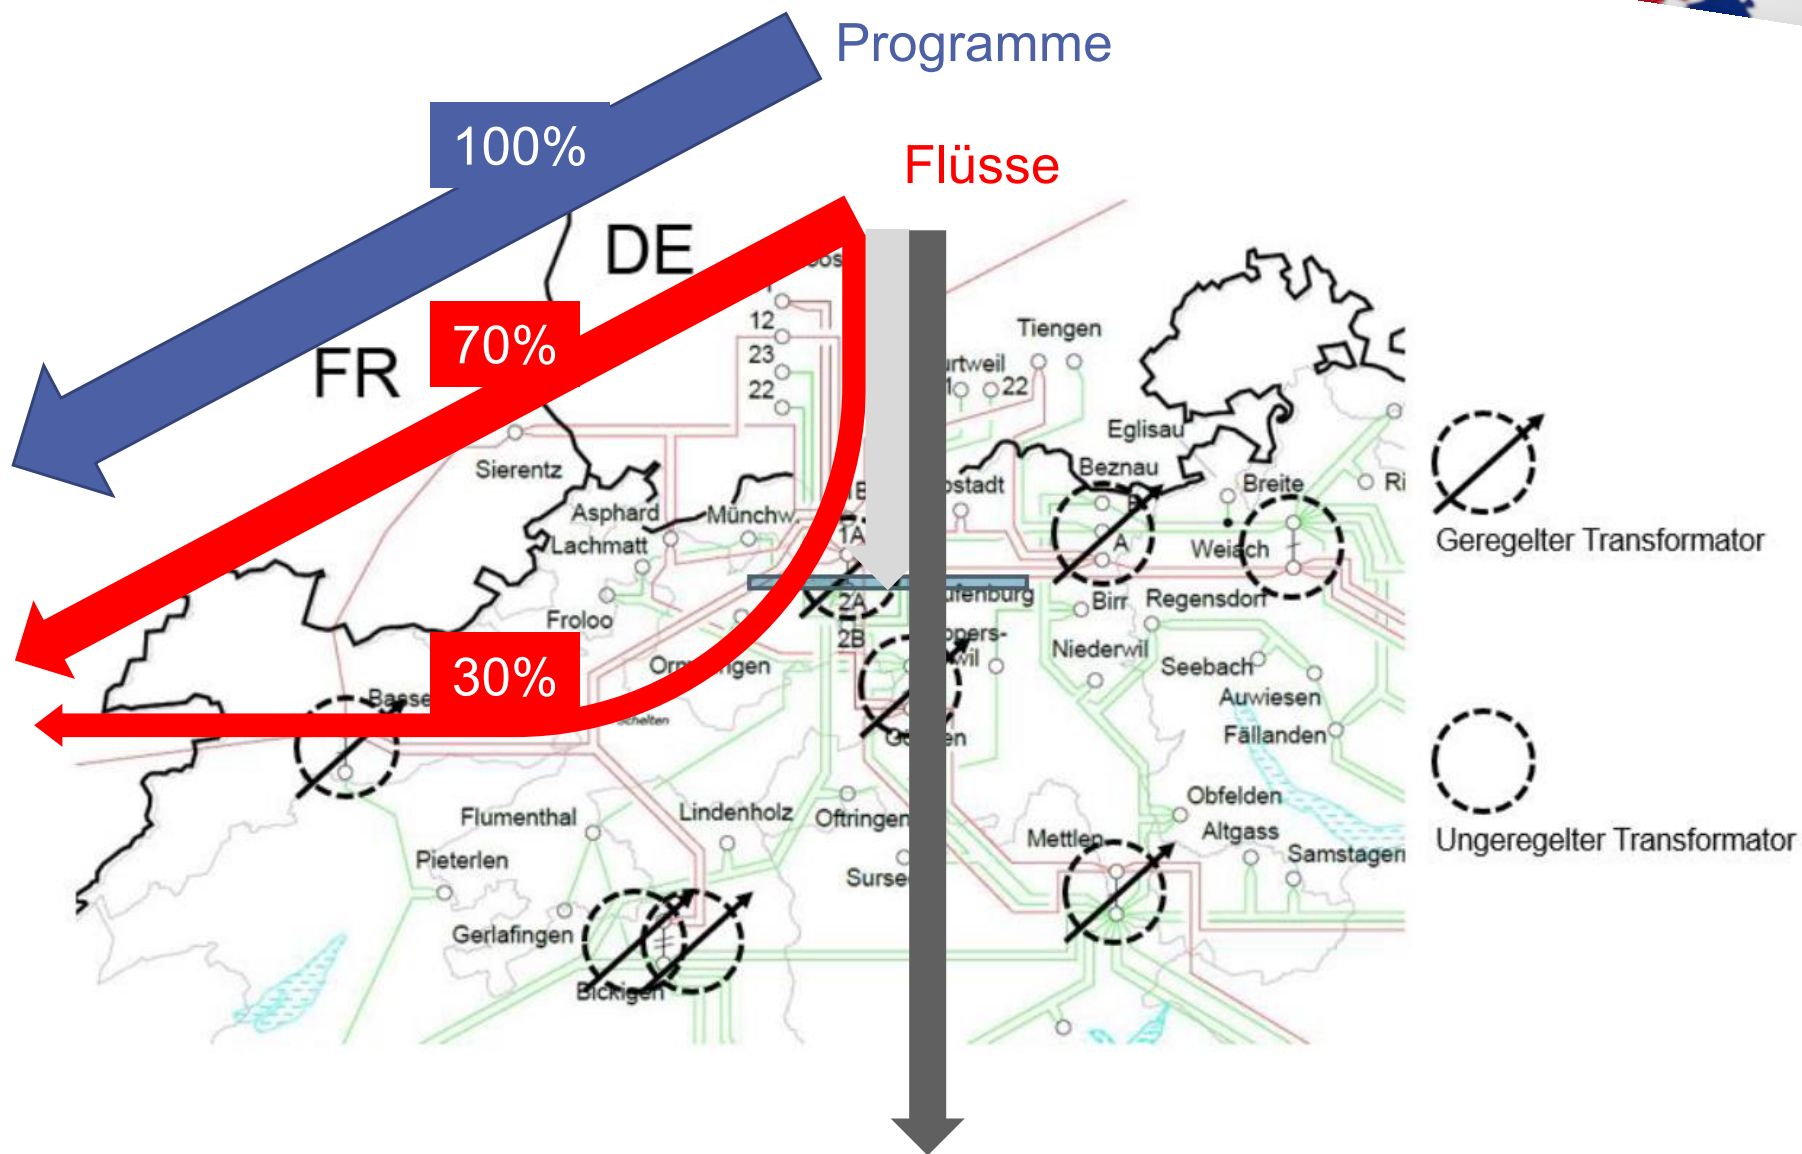 Programme
100%
Flüsse
DE
12
23
22
70%
FR
Tiengen
22
Eglisau
Sierentz
Beznau
Breite
Asphard
Münchw.
1A
A
Lachmatt
Weiach
Geregelter Transformator
2A
Birr
Regensdorf
Froloo
2B
Niederwil
Seebach
30%
Auwiesen
Schelten
Fällanden
Obfelden
Flumenthal
Lindenholz
Oftringen
Mettlen
Altgass
Ungeregelter Transformator
Pieterlen
Gerlafingen
Bickigen